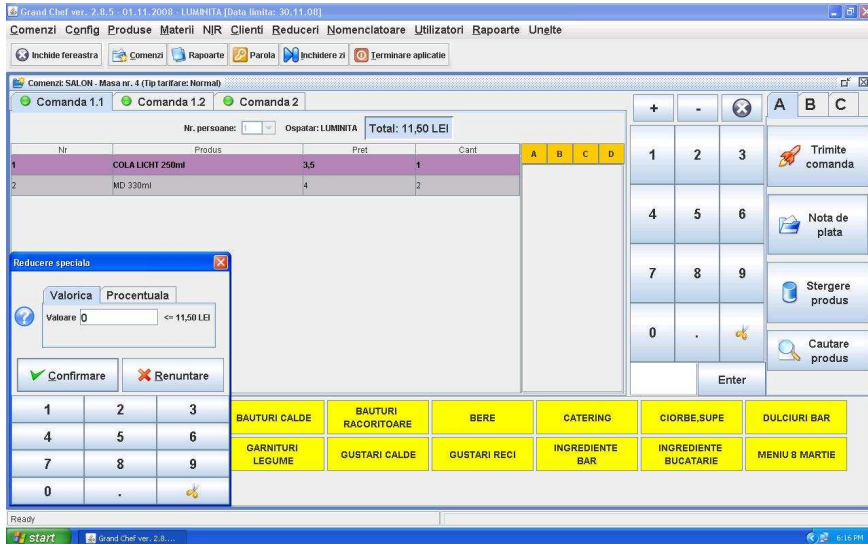 Grand Chef ver. 2.8.5 - 01.11.2008 - LUMINITA [Data limita: 30.11.08]
Comenzi Config Produse Materii NIR Clienti Reduceri Nomenclatoare Utilizatori Rapoarte Unelte
Inchide fereastra Comenzi Rapoarte Parola Inchidere zi Terminare aplicatie
Comenzi: SALON - Masa nr. 4 (Tip tarifare: Normal)
Comanda 1.1 Comanda 1.2 Comanda 2
Nr. persoane: 1 Ospatar: LUMINITA Total: 11,50 LEI
Nr Produs Pret Cant
1 COLA LICHT 250ml 3,5 1
2 MD 330ml 4 2
A B C D
+ -
1 2 3
4 5 6
7 8 9
0 .
Enter
A B C
Trimite
comanda
Nota de
plata
Stergere
produs
Cautare
produs
Reducere speciala
Valorica Procentuala
Valoare 0 <= 11,50 LEI
Confirmare Renuntare
1 2 3
4 5 6
7 8 9
0 .
BAUTURI CALDE
BAUTURI
RACORITOARE
BERE
CATERING
CIORBE,SUPE
DULCIURI BAR
GARNITURI
LEGUME
GUSTARI CALDE
GUSTARI RECI
INGREDIENTE
BAR
INGREDIENTE
BUCATARIE
MENIU 8 MARTIE
Ready
start Grand Chef ver. 2.8.... 6:16 PM